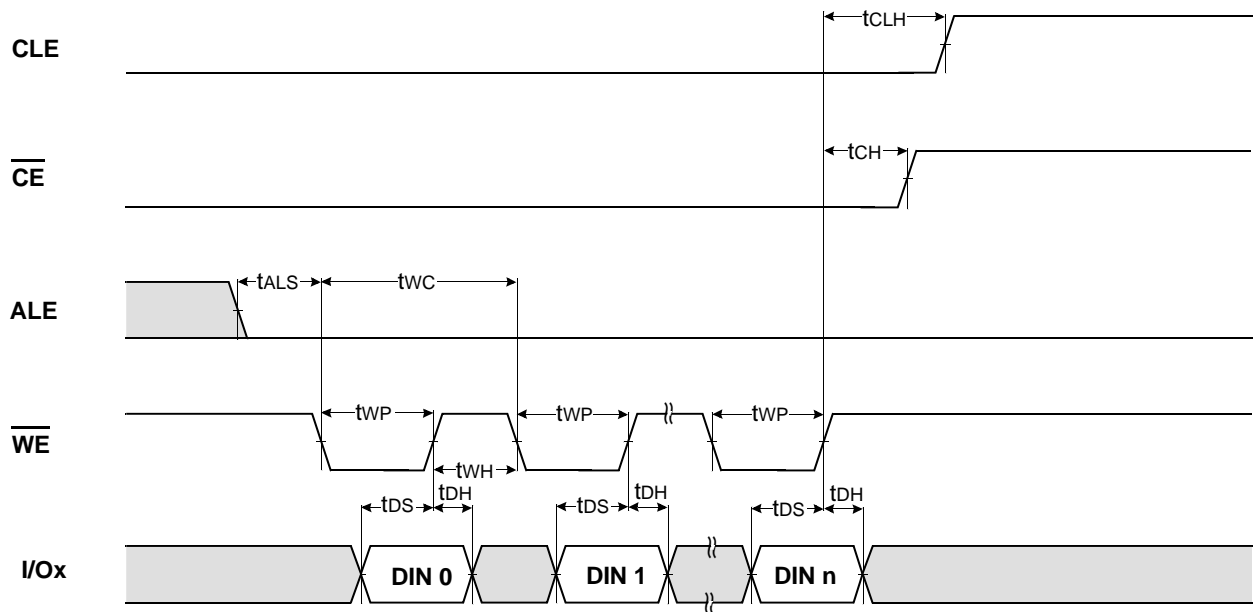 CLE
tCLH
CE
tCH
ALE
tALS
tWC
WE
tWP
tWP
tWP
tWH
tDS
tDH
tDS
tDH
tDS
tDH
I/Ox
DIN 0
DIN 1
DIN n